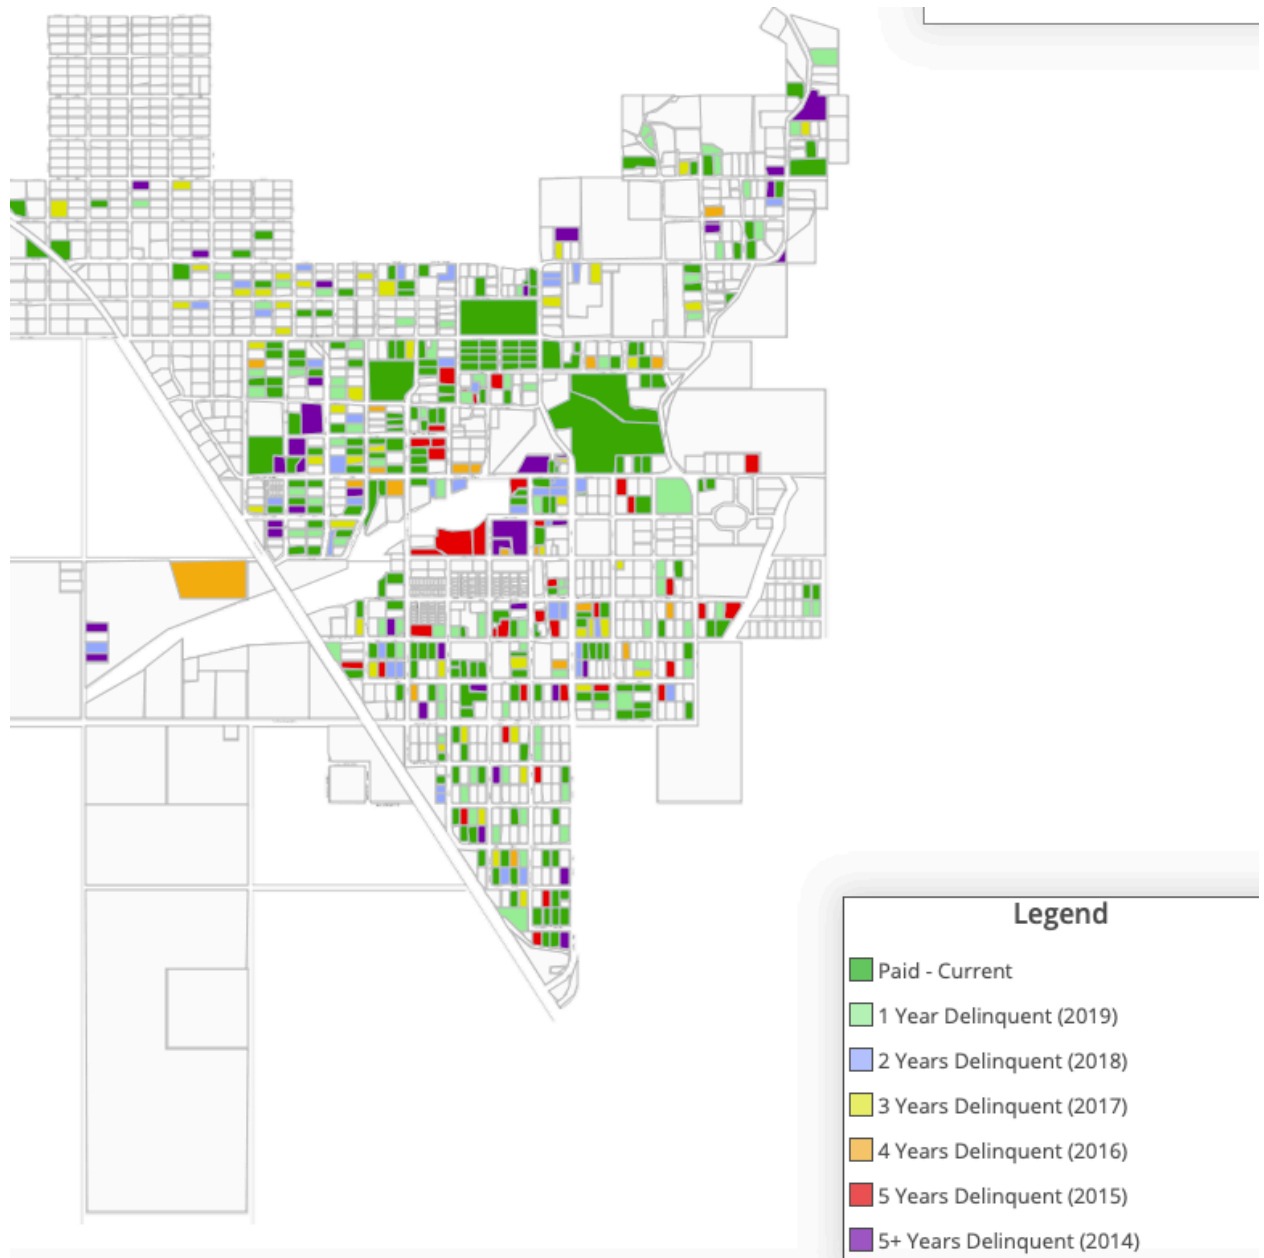 Legend
Paid - Current
1 Year Delinquent (2019)
2 Years Delinquent (2018)
3 Years Delinquent (2017)
4 Years Delinquent (2016)
5 Years Delinquent (2015)
5+ Years Delinquent (2014)